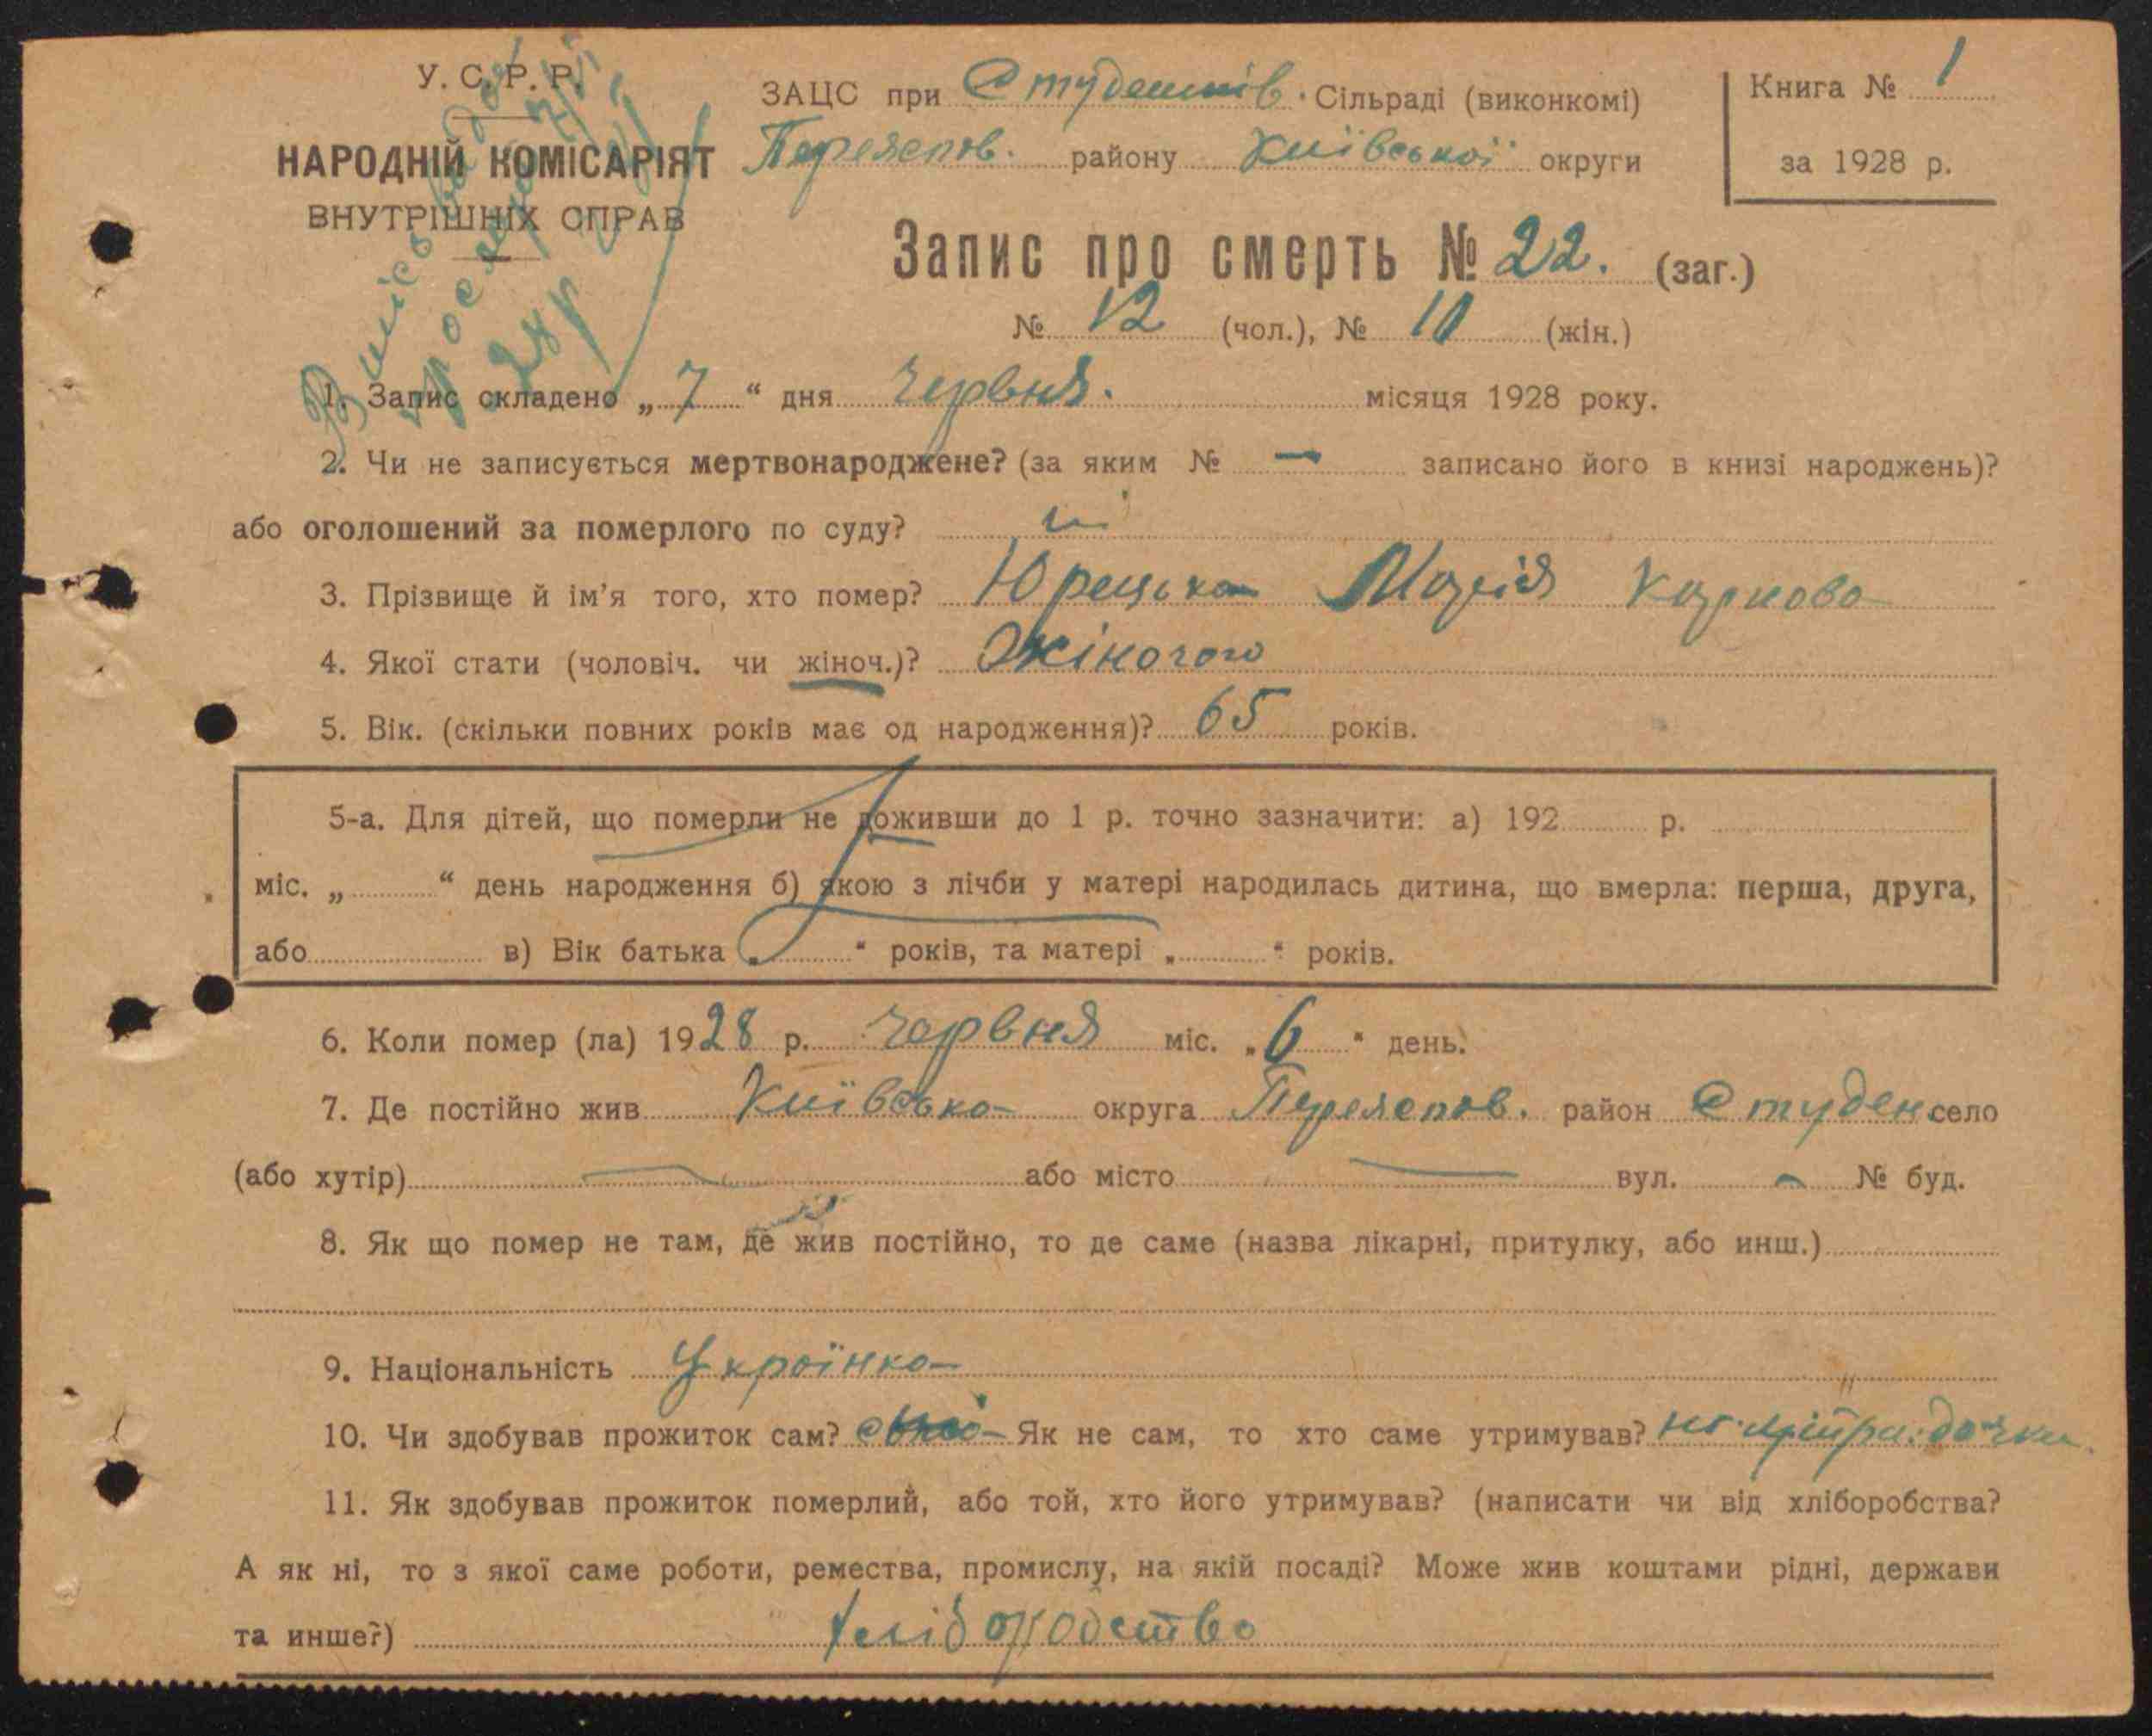 У.С.Р.Р.
НАРОДНІЙ КОМІСАРІЯТ
ВНУТРІШНІХ СПРАВ
ЗАЦС при Студеників. Сільраді (виконкомі)
Переяслов. району Київської округи
Книга № 1
за 1928 р.
Запис про смерть № 22. (заг.)
№ 12 (чол.), № 10 (жін.)
1. Запис складено „ 7 “ дня Червня. місяця 1928 року.
2. Чи не записується мертвонароджене? (за яким № — записано його в книзі народжень)?
або оголошений за померлого по суду? ні
3. Прізвище й ім'я того, хто помер? Юрецька Марія Карпова
4. Якої стати (чоловіч. чи жіноч.)? Жіночого
5. Вік. (скільки повних років має од народження)? 65 років.
5-а. Для дітей, що померли не доживши до 1 р. точно зазначити: а) 192 р.
міс. „ “ день народження б) якою з лічби у матері народилась дитина, що вмерла: перша, друга,
або в) Вік батька „ “ років, та матері „ “ років.
6. Коли помер (ла) 1928 р. Червня міс. „ 6 “ день.
7. Де постійно жив Київська округа Переяслов. район Студен село
(або хутір) — або місто — вул. — № буд.
8. Як що помер не там, де жив постійно, то де саме (назва лікарні, притулку, або инш.)
9. Національність Українка
10. Чи здобував прожиток сам? Як не сам, то хто саме утримував? дочки.
11. Як здобував прожиток померлий, або той, хто його утримував? (написати чи від хліборобства?
А як ні, то з якої саме роботи, ремества, промислу, на якій посаді? Може жив коштами рідні, держави
та инше?) Хліборобство